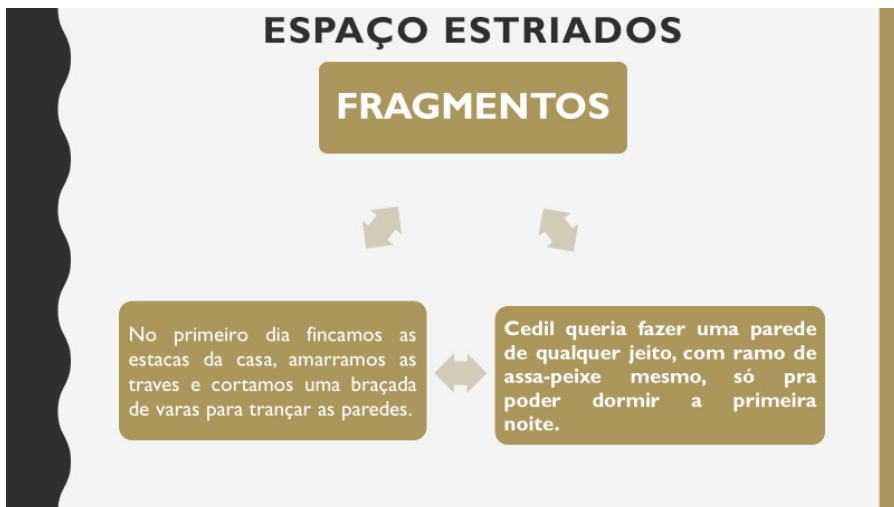 ESPAÇO ESTRIADOS
FRAGMENTOS
No primeiro dia fincamos as
estacas da casa, amarramos as
traves e cortamos uma braçada
de varas para trançar as paredes.
Cedil queria fazer uma parede
de qualquer jeito, com ramo de
assa-peixe mesmo, só pra
poder dormir a primeira
noite.